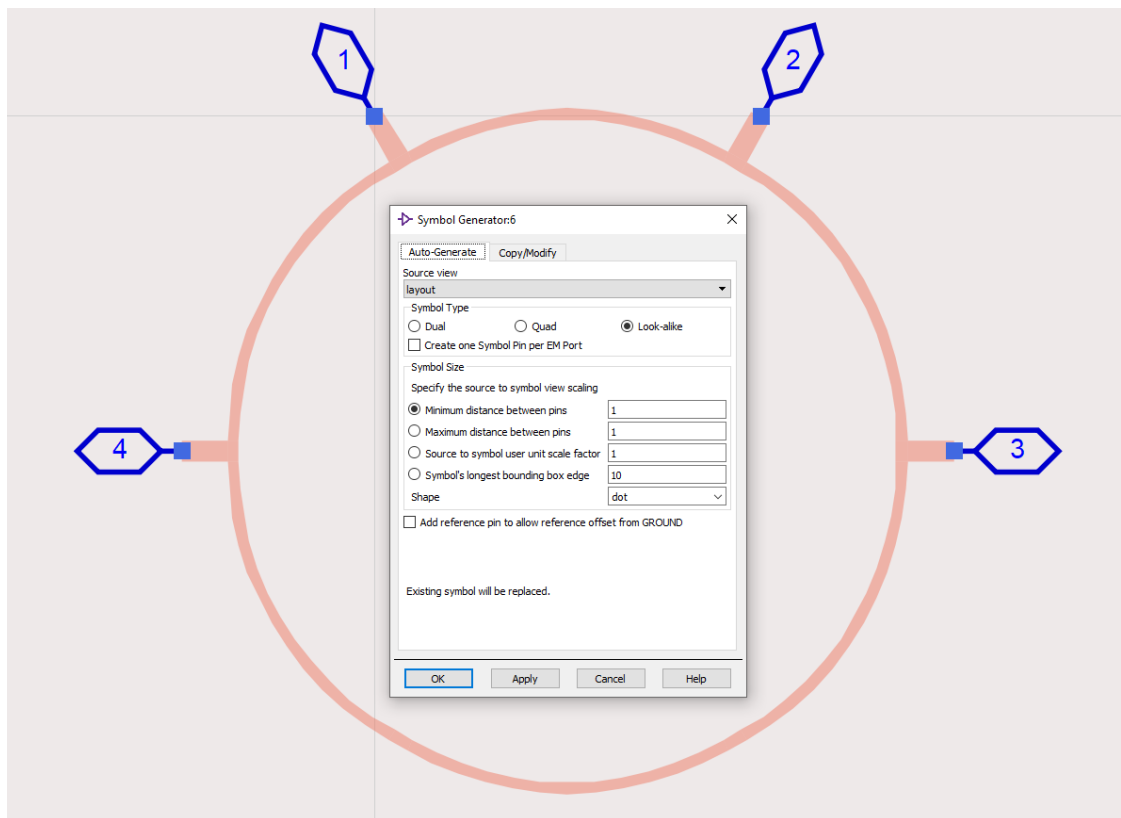 1
2
Symbol Generator:6
Auto-Generate Copy/Modify
Source view
layout
Symbol Type
Dual Quad Look-alike
Create one Symbol Pin per EM Port
Symbol Size
Specify the source to symbol view scaling
Minimum distance between pins 1
Maximum distance between pins 1
Source to symbol user unit scale factor 1
Symbol's longest bounding box edge 10
Shape dot
4
3
Add reference pin to allow reference offset from GROUND
Existing symbol will be replaced.
OK Apply Cancel Help